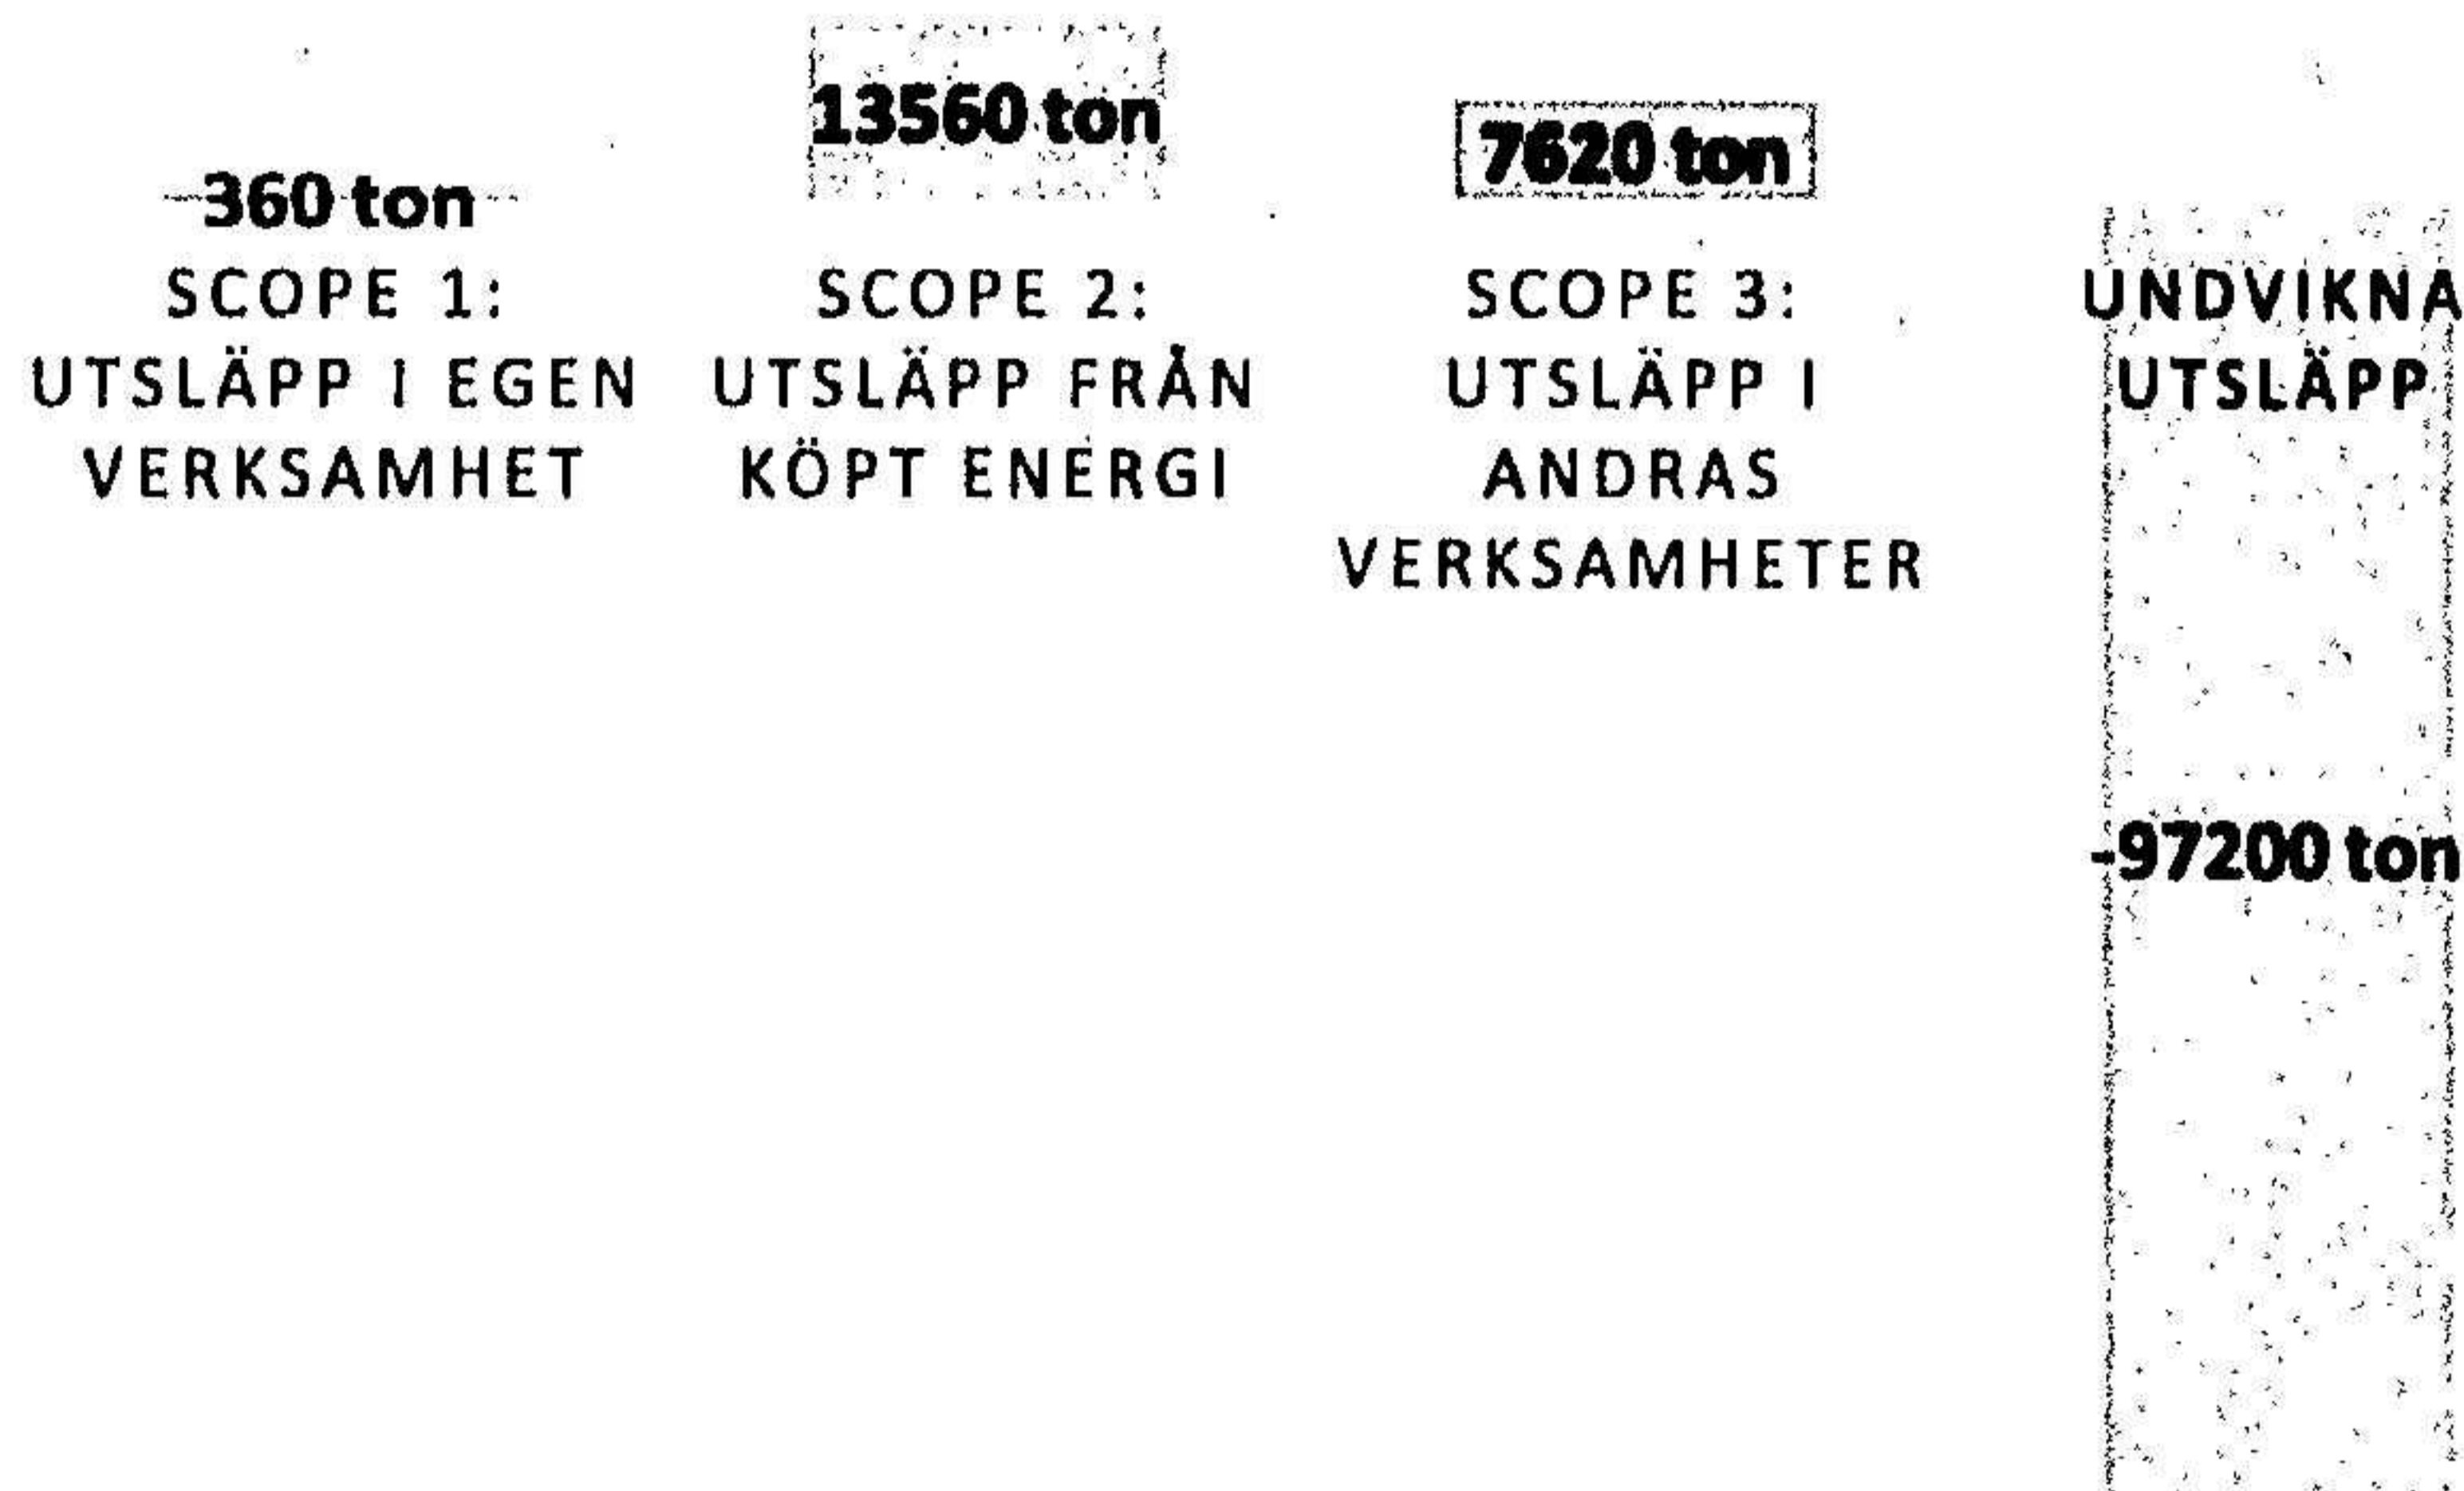 360 ton
SCOPE 1:
UTSLÄPP I EGEN
VERKSAMHET
13560 ton
SCOPE 2:
UTSLÄPP FRÅN
KÖPT ENERGI
7620 ton
SCOPE 3:
UTSLÄPP I
ANDRAS
VERKSAMHETER
UNDVIKNA
UTSLÄPP
-97200 ton